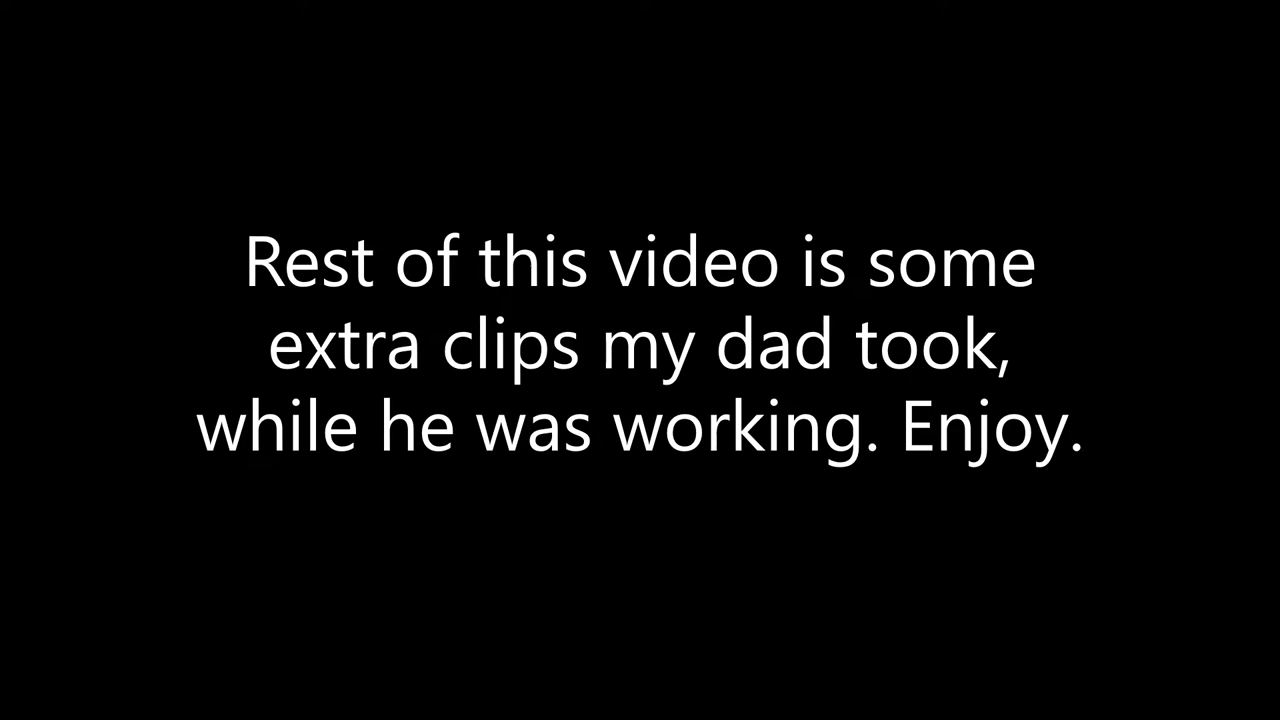 Rest of this video is some
extra clips my dad took,
while he was working. Enjoy.